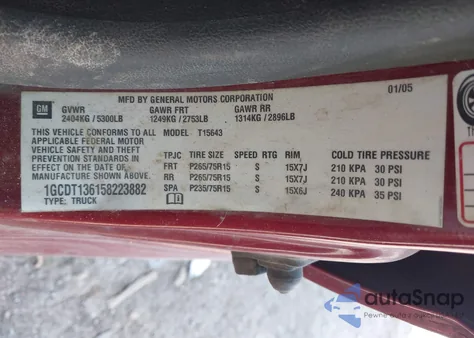 MFD BY GENERAL MOTORS CORPORATION
01/05
GM
GVWR GAWR FRT GAWR RR
2404KG / 5300LB 1249KG / 2753LB 1314KG / 2896LB
THIS VEHICLE CONFORMS TO ALL
APPLICABLE FEDERAL MOTOR
VEHICLE SAFETY AND THEFT
PREVENTION STANDARDS IN
EFFECT ON THE DATE OF
MANUFACTURE SHOWN ABOVE.
1GCDT136158223882
TYPE: TRUCK
MODEL: T15643
TPJC TIRE SIZE SPEED RTG RIM COLD TIRE PRESSURE
FRT P265/75R15 S 15X7J 210 KPA 30 PSI
RR P265/75R15 S 15X7J 210 KPA 30 PSI
SPA P235/75R15 S 15X6J 240 KPA 35 PSI
autoSnap